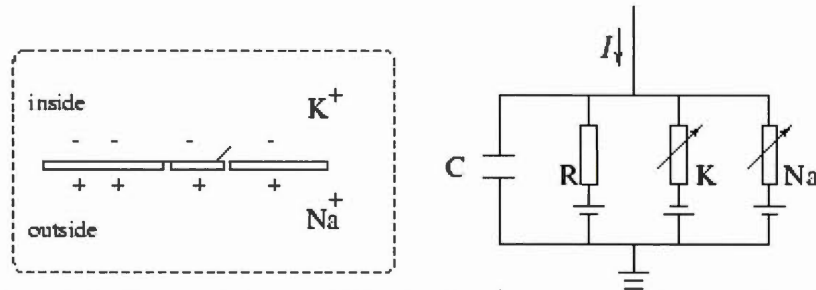 inside
K+
- - - -
+ + + +
Na+
outside
I
C
R
K
Na